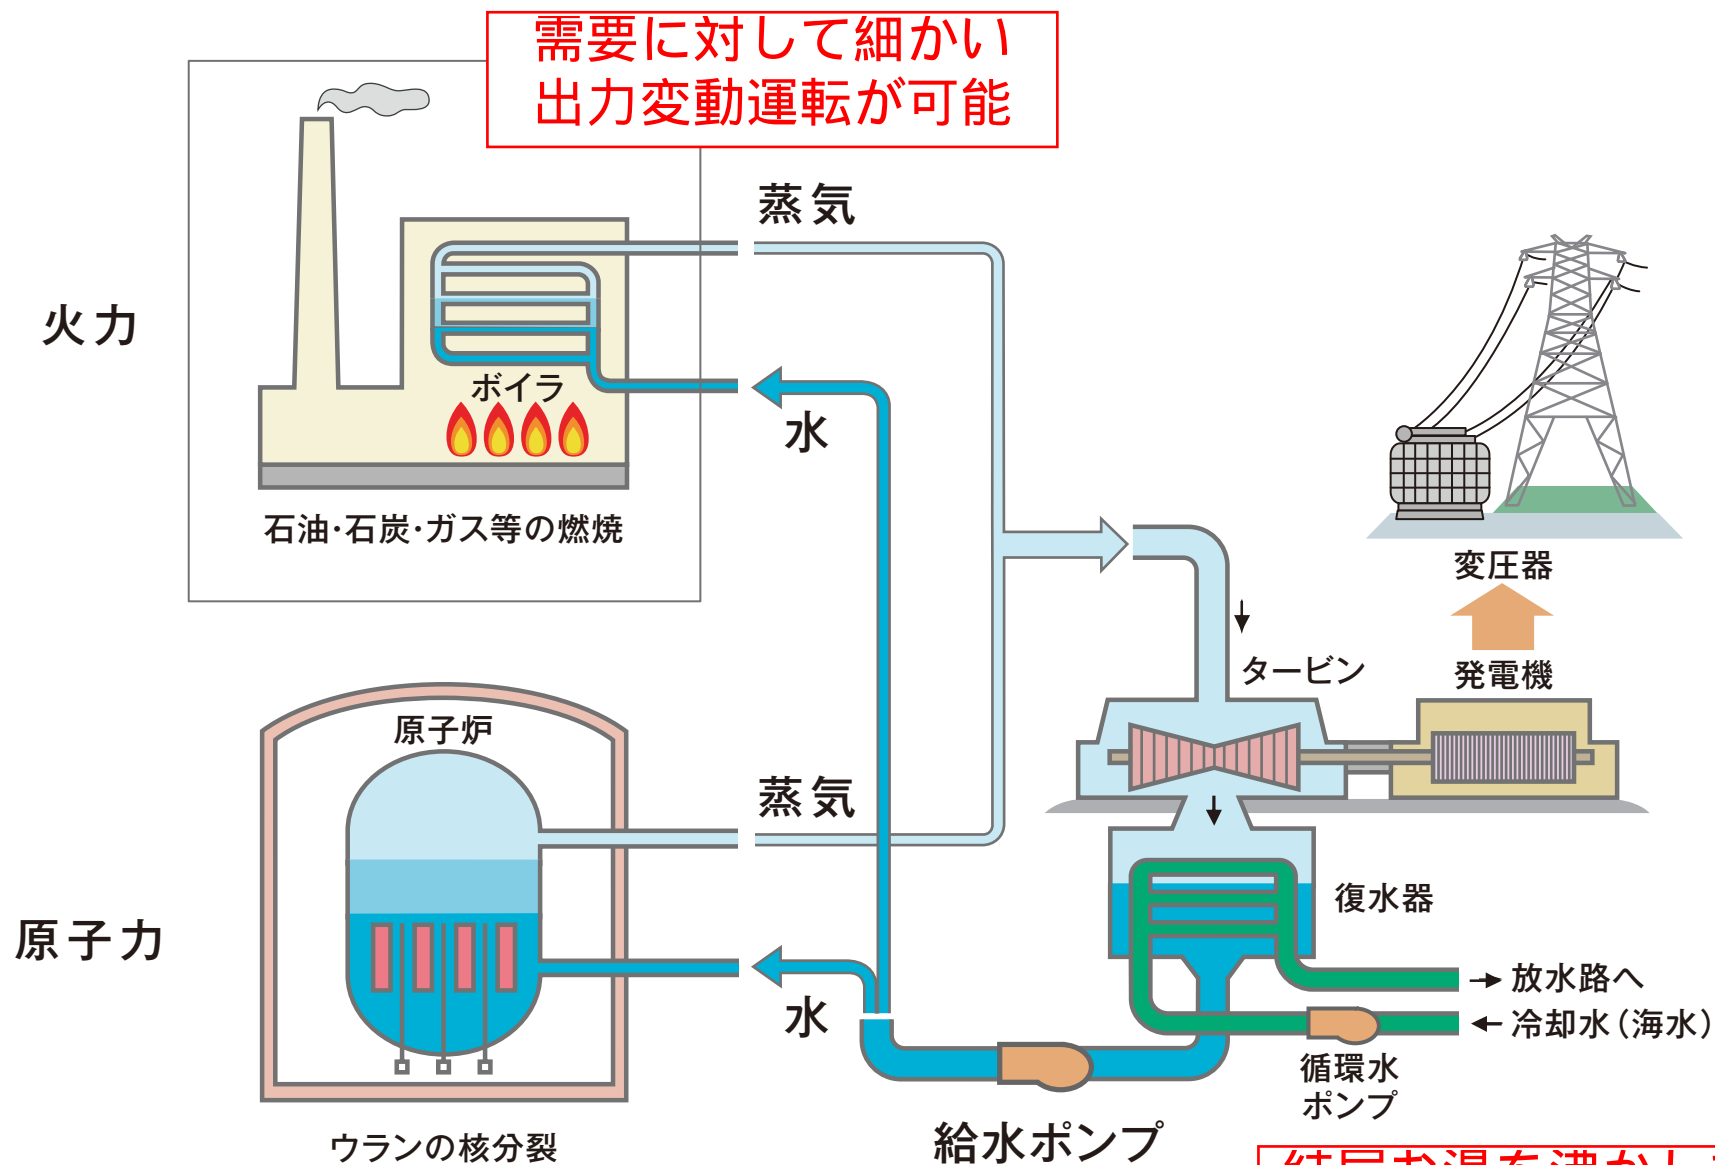 需要に対して細かい
出力変動運転が可能
蒸気
火力
ボイラ
水
石油・石炭・ガス等の燃焼
変圧器
タービン
発電機
原子炉
蒸気
復水器
原子力
放水路へ
水
冷却水(海水)
循環水
ポンプ
給水ポンプ
ウランの核分裂